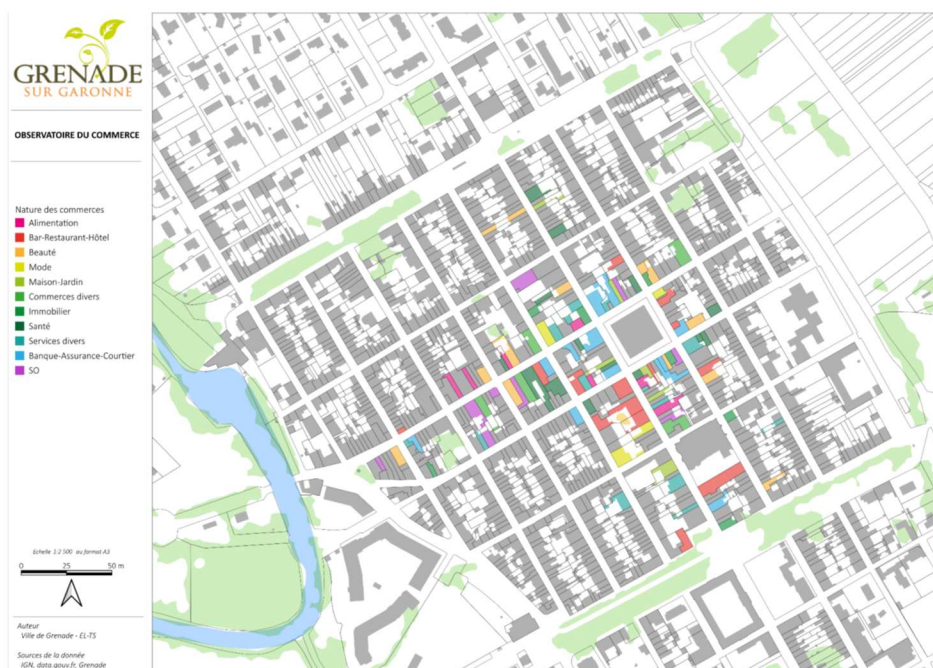 GRENADE
SUR GARONNE
OBSERVATOIRE DU COMMERCE
Nature des commerces
Alimentation
Bar-Restaurant-Hôtel
Beauté
Mode
Maison-Jardin
Commerces divers
Immobilier
Santé
Services divers
Banque-Assurance-Courtier
SO
Echelle 1:2 500 au format A3
0 25 50 m
Auteur
Ville de Grenade - EL-TS
Sources de la donnée
IGN, data.gouv.fr, Grenade